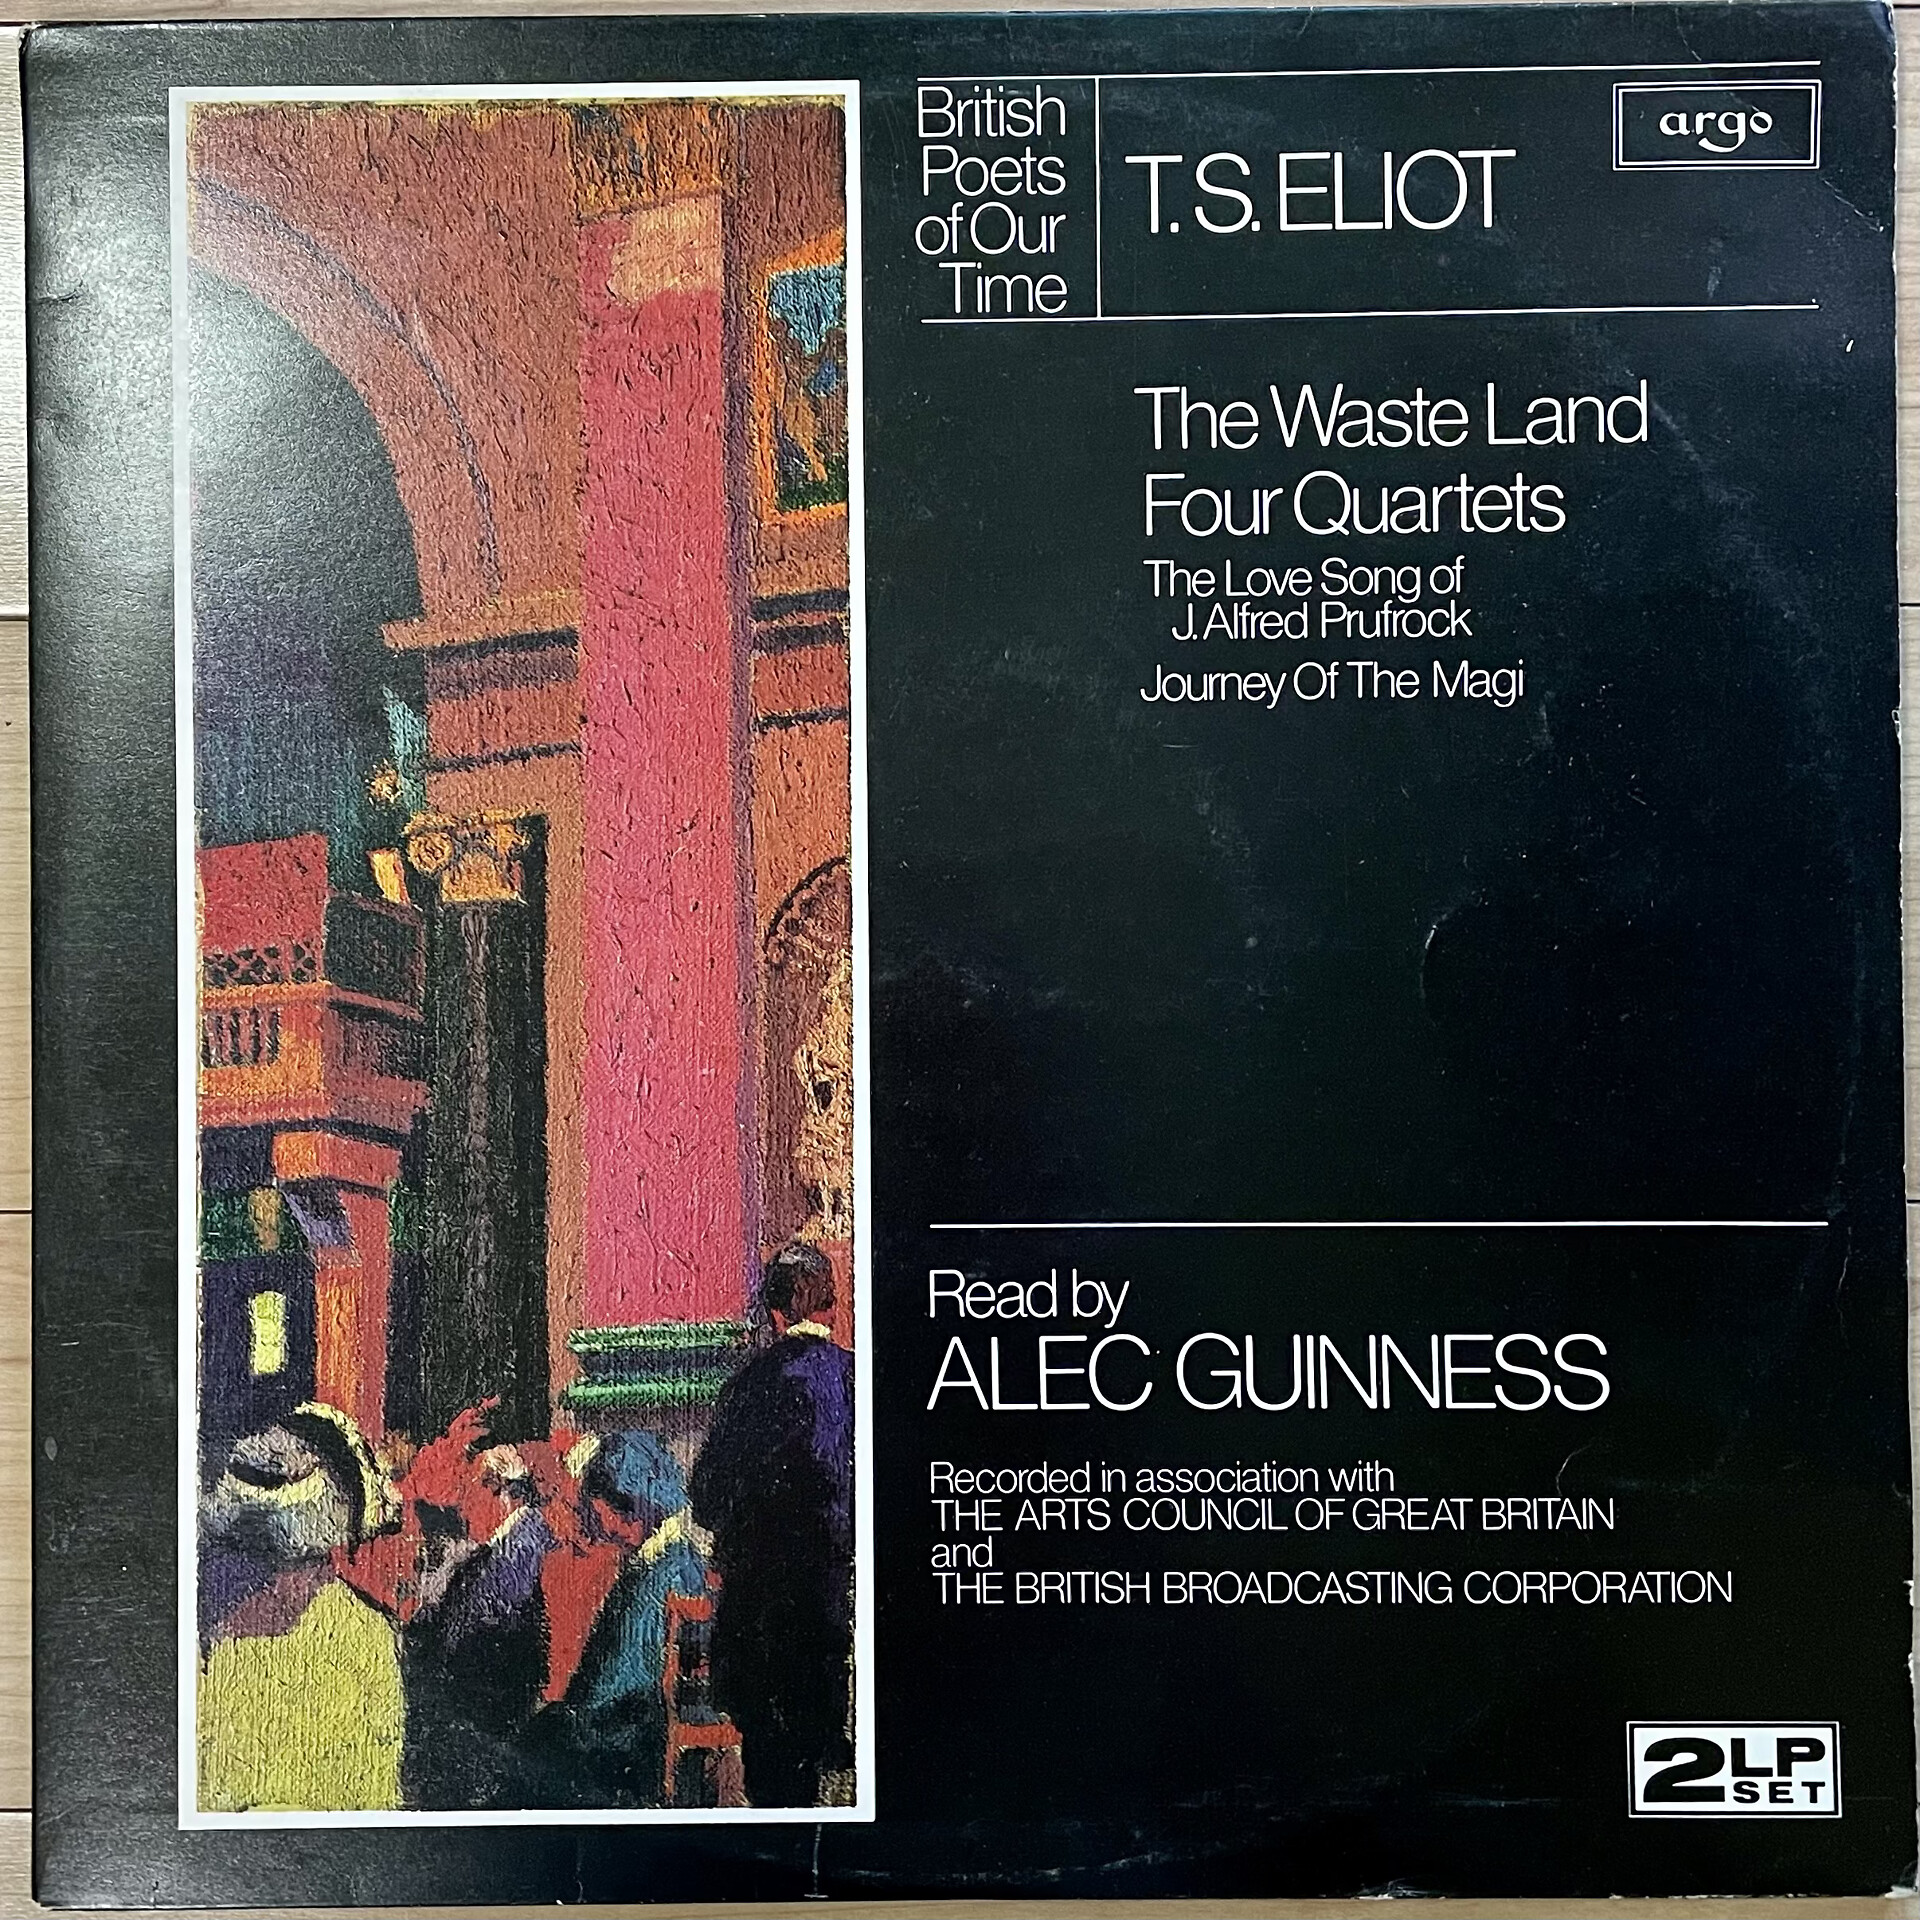 British
Poets
of Our
Time
T. S. ELIOT
argo
The Waste Land
Four Quartets
The Love Song of
J. Alfred Prufrock
Journey Of The Magi
Read by
ALEC GUINNESS
Recorded in association with
THE ARTS COUNCIL OF GREAT BRITAIN
and
THE BRITISH BROADCASTING CORPORATION
2 LP
SET